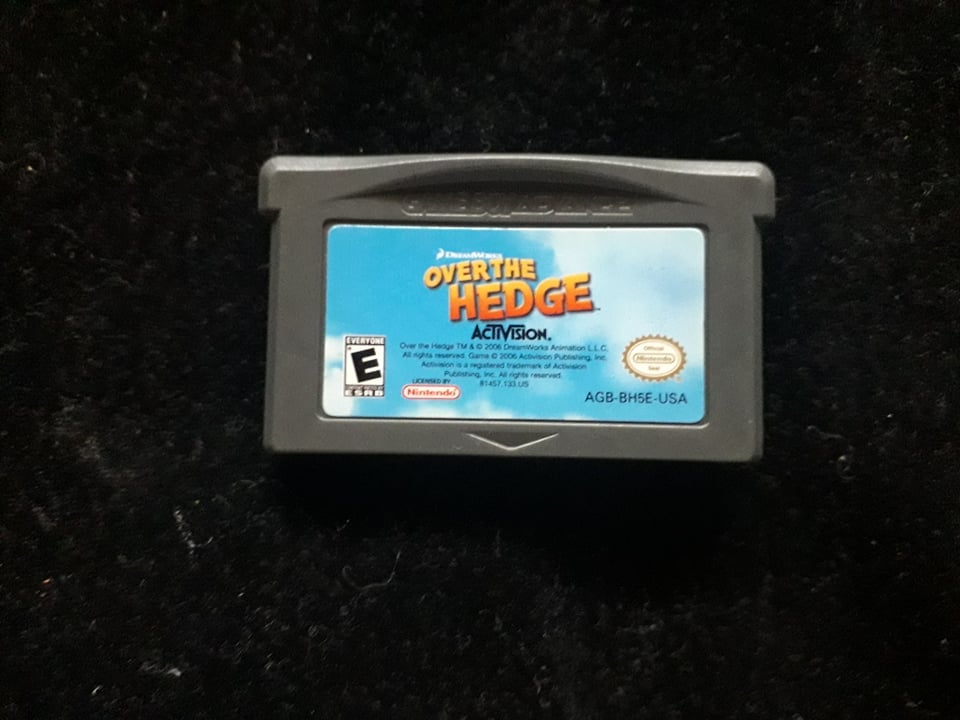 GAME BOY ADVANCE
DREAMWORKS
OVER THE
HEDGE™
ACTIVISION.
Over the Hedge TM & © 2006 DreamWorks Animation L.L.C.
All rights reserved. Game © 2006 Activision Publishing, Inc.
Activision is a registered trademark of Activision
Publishing, Inc. All rights reserved.
81457.133.US
EVERYONE
E
ESRB
LICENSED BY
Nintendo
Official
Nintendo
Seal
AGB-BH5E-USA